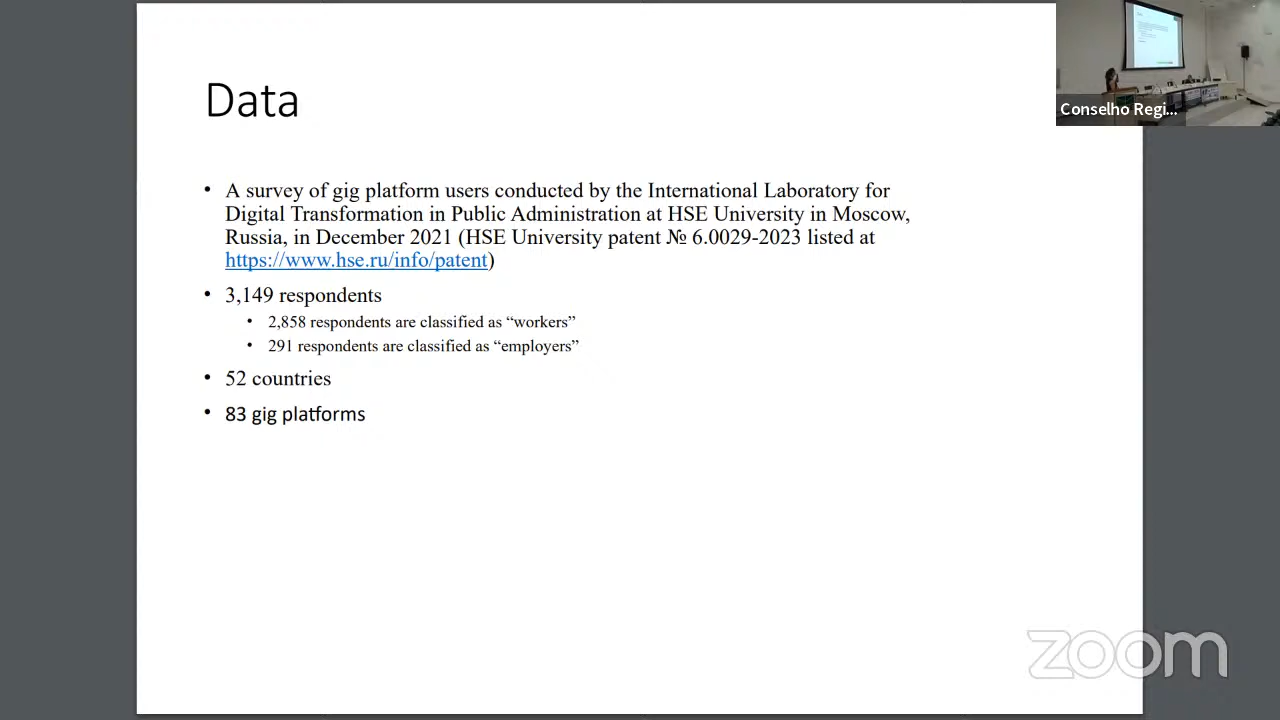 Data
• A survey of gig platform users conducted by the International Laboratory for
Digital Transformation in Public Administration at HSE University in Moscow,
Russia, in December 2021 (HSE University patent № 6.0029-2023 listed at
https://www.hse.ru/info/patent)
• 3,149 respondents
• 2,858 respondents are classified as “workers”
• 291 respondents are classified as “employers”
• 52 countries
• 83 gig platforms
Conselho Regi...
zoom